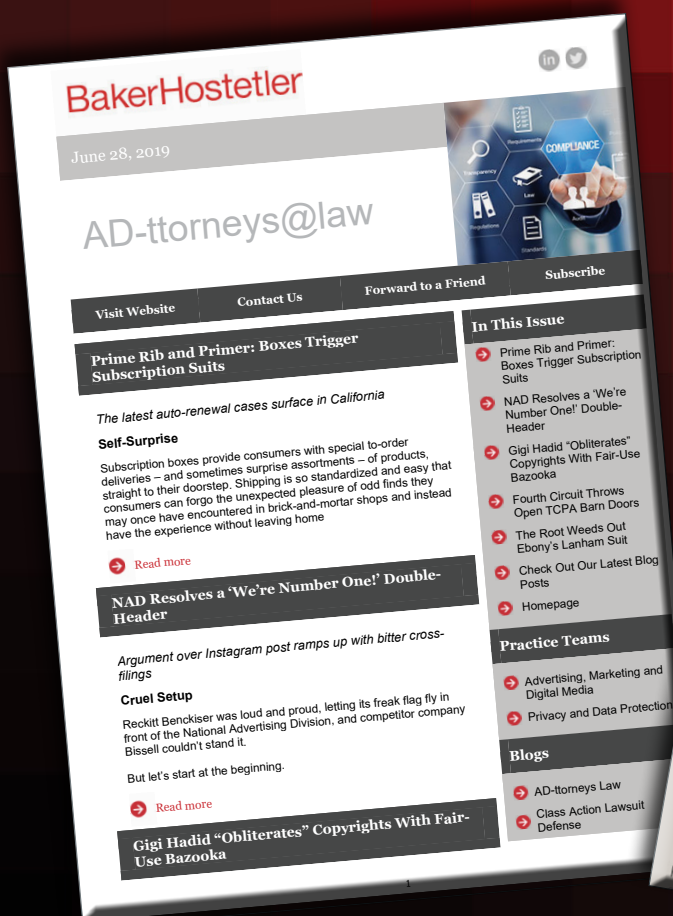 BakerHostetler
in
June 28, 2019
Requirements
COMPLIANCE
Transparency
Law
Regulations
Audit
Standards
AD-ttorneys@law
Visit Website
Contact Us
Forward to a Friend
Subscribe
Prime Rib and Primer: Boxes Trigger
Subscription Suits
The latest auto-renewal cases surface in California
Self-Surprise
Subscription boxes provide consumers with special to-order
deliveries – and sometimes surprise assortments – of products,
straight to their doorstep. Shipping is so standardized and easy that
consumers can forgo the unexpected pleasure of odd finds they
may once have encountered in brick-and-mortar shops and instead
have the experience without leaving home
Read more
NAD Resolves a ‘We’re Number One!’ Double-
Header
Argument over Instagram post ramps up with bitter cross-
filings
Cruel Setup
Reckitt Benckiser was loud and proud, letting its freak flag fly in
front of the National Advertising Division, and competitor company
Bissell couldn’t stand it.
But let’s start at the beginning.
Read more
Gigi Hadid “Obliterates” Copyrights With Fair-
Use Bazooka
In This Issue
Prime Rib and Primer:
Boxes Trigger Subscription
Suits
NAD Resolves a ‘We’re
Number One!’ Double-
Header
Gigi Hadid “Obliterates”
Copyrights With Fair-Use
Bazooka
Fourth Circuit Throws
Open TCPA Barn Doors
The Root Weeds Out
Ebony’s Lanham Suit
Check Out Our Latest Blog
Posts
Homepage
Practice Teams
Advertising, Marketing and
Digital Media
Privacy and Data Protection
Blogs
AD-ttorneys Law
Class Action Lawsuit
Defense
1